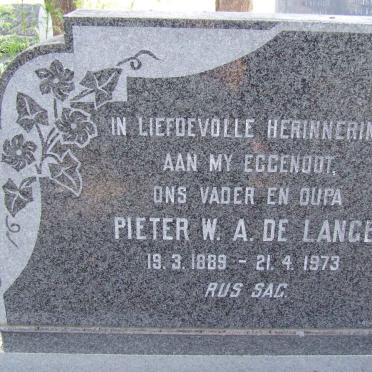 IN LIEFDEVOLLE HERINNERIN
AAN MY EGGENOOT,
ONS VADER EN OUPA
PIETER W. A. DE LANGE
19. 3. 1889 - 21. 4. 1973
RUS SAG.